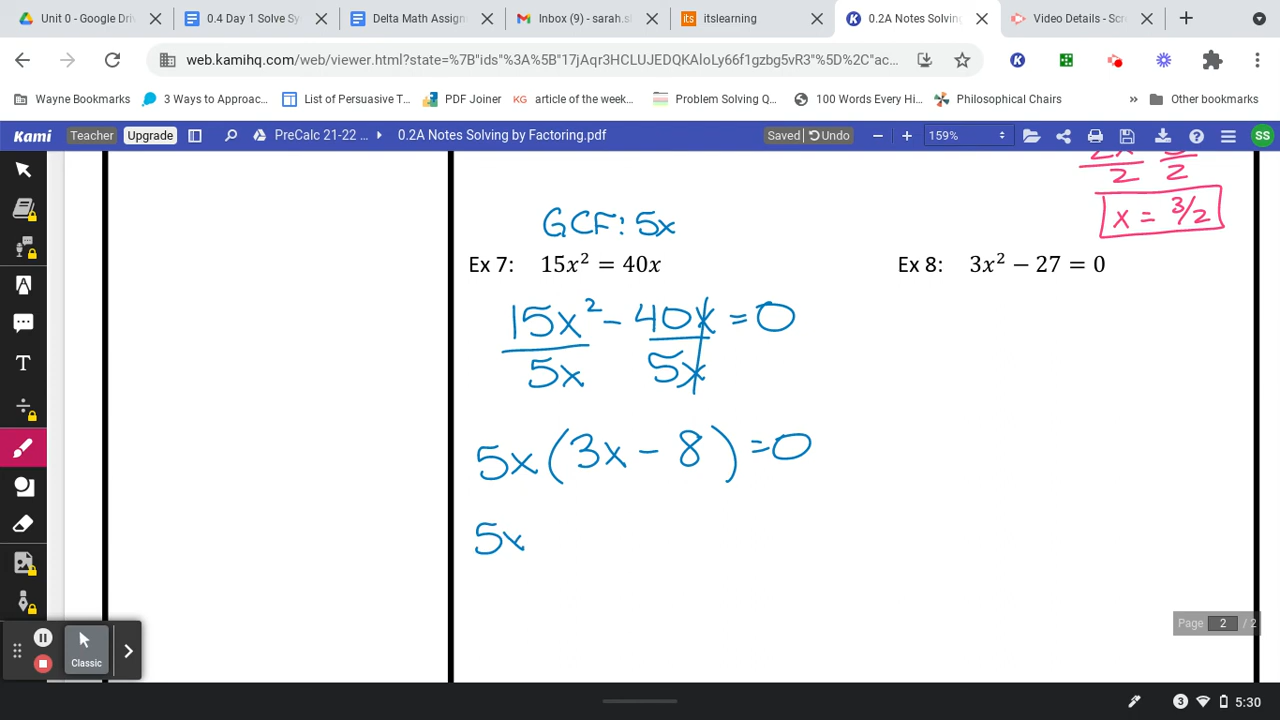 Unit 0 - Google Dri
0.4 Day 1 Solve Sy
Delta Math Assign
Inbox (9) - sarah.s
itslearning
0.2A Notes Solvin
Video Details - Scr
web.kamihq.com/web/viewer.html?state=%7B"ids"%3A%5B"17jAqr3HCLUJEDQKAloLy66f1gzbg5vR3"%5D%2C"ac...
Wayne Bookmarks
3 Ways to Approac...
List of Persuasive T...
PDF Joiner
KG article of the week...
Problem Solving Q...
100 Words Every Hi...
Philosophical Chairs
»
Other bookmarks
Kami
Teacher
Upgrade
PreCalc 21-22 ...
0.2A Notes Solving by Factoring.pdf
Saved
Undo
159%
SS
2 2
x = 3/2
GCF: 5x
Ex 7: 15x² = 40x
Ex 8: 3x² − 27 = 0
15x² - 40x = 0
5x 5x
5x(3x - 8) = 0
5x
Page 2 / 2
Classic
3
5:30